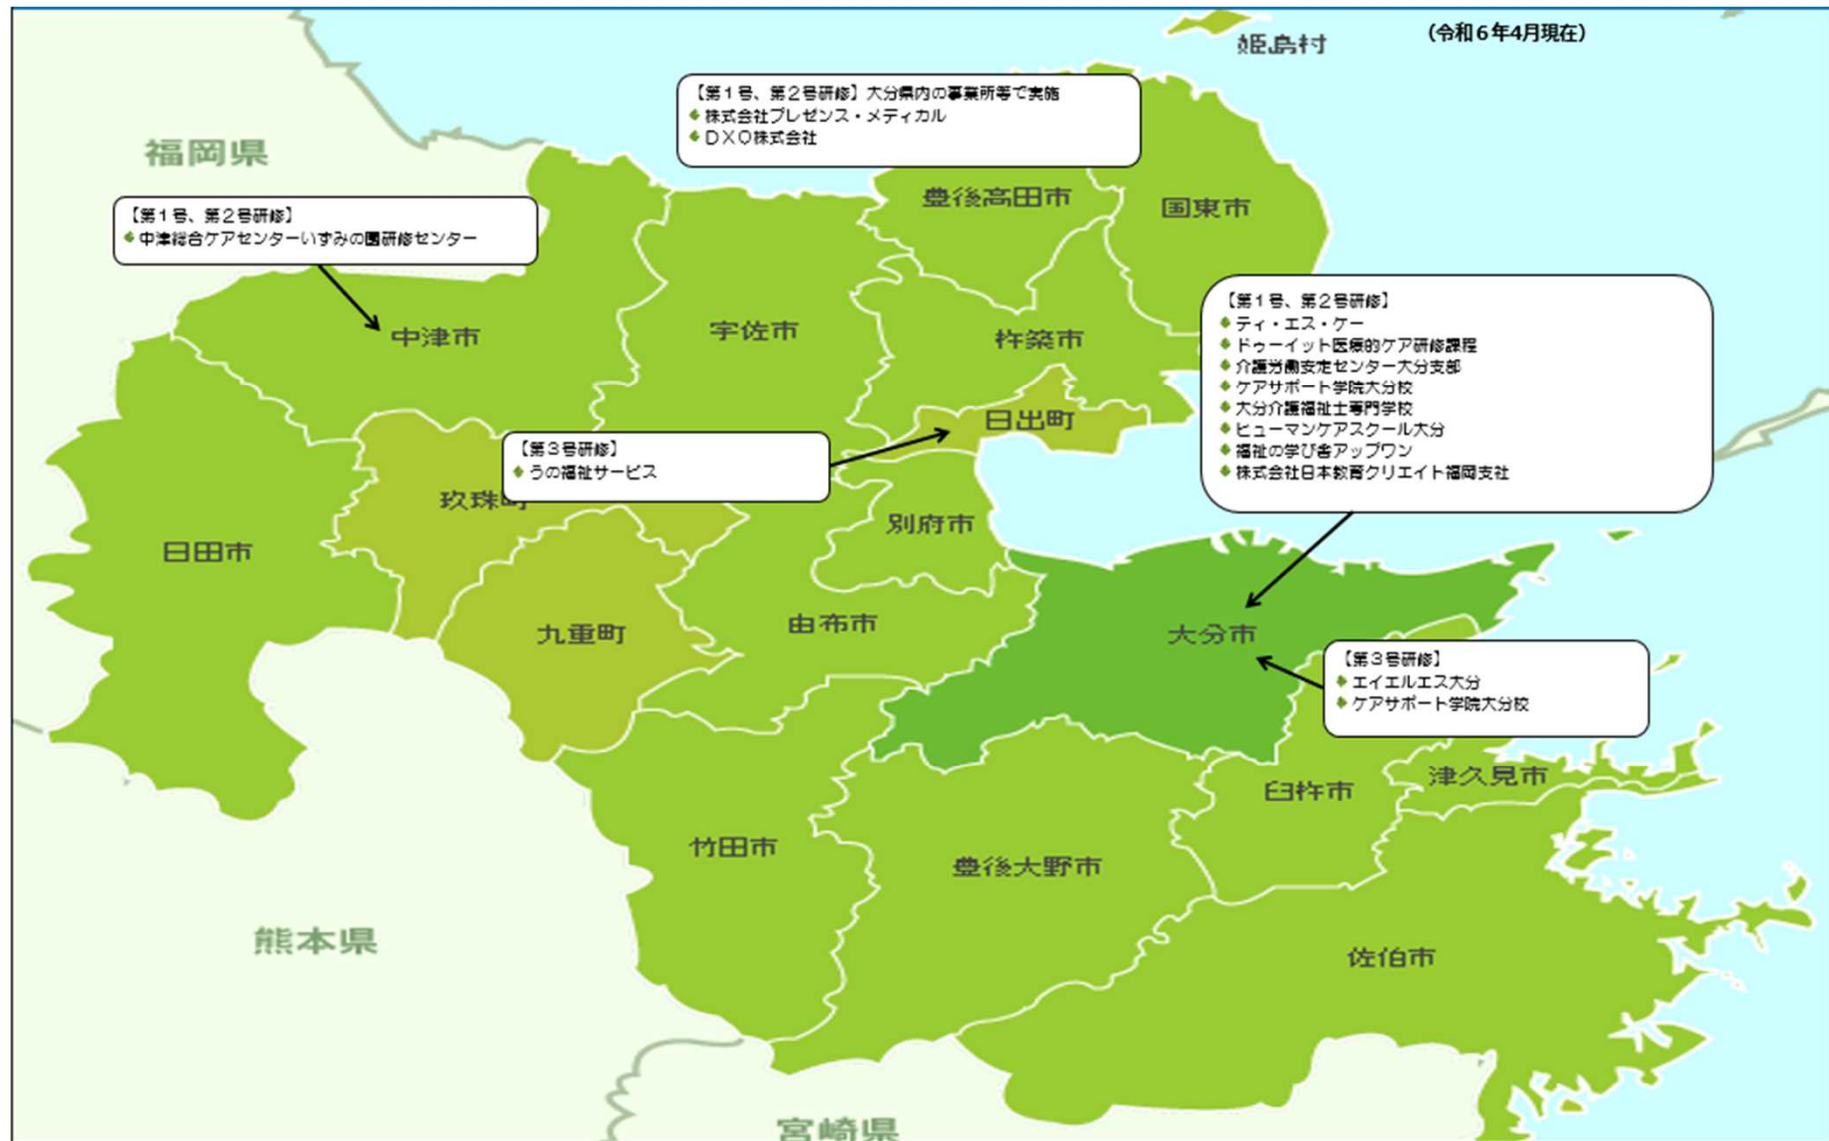 (令和6年4月現在)
姫島村
【第1号、第2号研修】大分県内の事業所等で実施
株式会社プレゼンス・メディカル
DXO株式会社
福岡県
【第1号、第2号研修】
中津総合ケアセンターいずみの園研修センター
豊後高田市
国東市
【第1号、第2号研修】
ティ・エス・ケー
ドゥーイット医療的ケア研修課程
介護労働安定センター大分支部
ケアサポート学院大分校
大分介護福祉士専門学校
ヒューマンケアスクール大分
福祉の学び舎アップワン
株式会社日本教育クリエイト福岡支社
中津市
宇佐市
杵築市
日出町
【第3号研修】
うの福祉サービス
玖珠町
別府市
日田市
九重町
由布市
大分市
【第3号研修】
エイエルエス大分
ケアサポート学院大分校
臼杵市
津久見市
竹田市
豊後大野市
熊本県
佐伯市
宮崎県